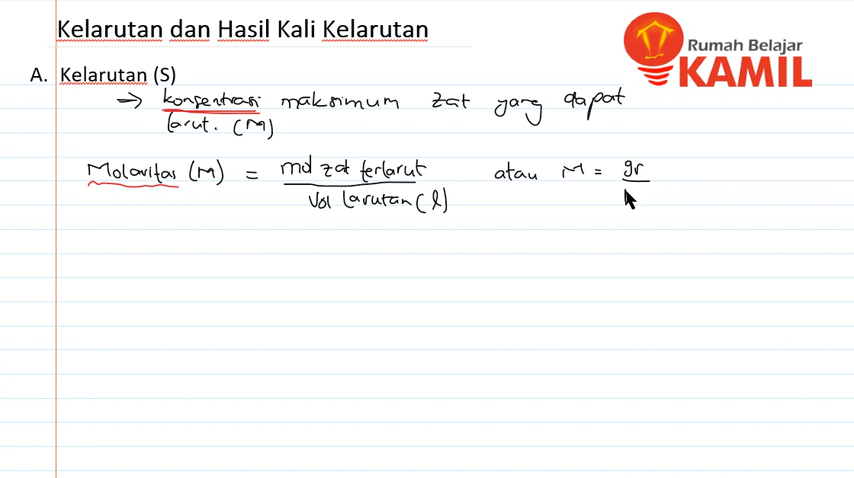 Kelarutan dan Hasil Kali Kelarutan
Rumah Belajar
KAMIL
A. Kelarutan (S)
→ konsentrasi maksimum zat yang dapat
larut. (M)
Molaritas (M) = mol zat terlarut / Vol larutan (l) atau M = gr